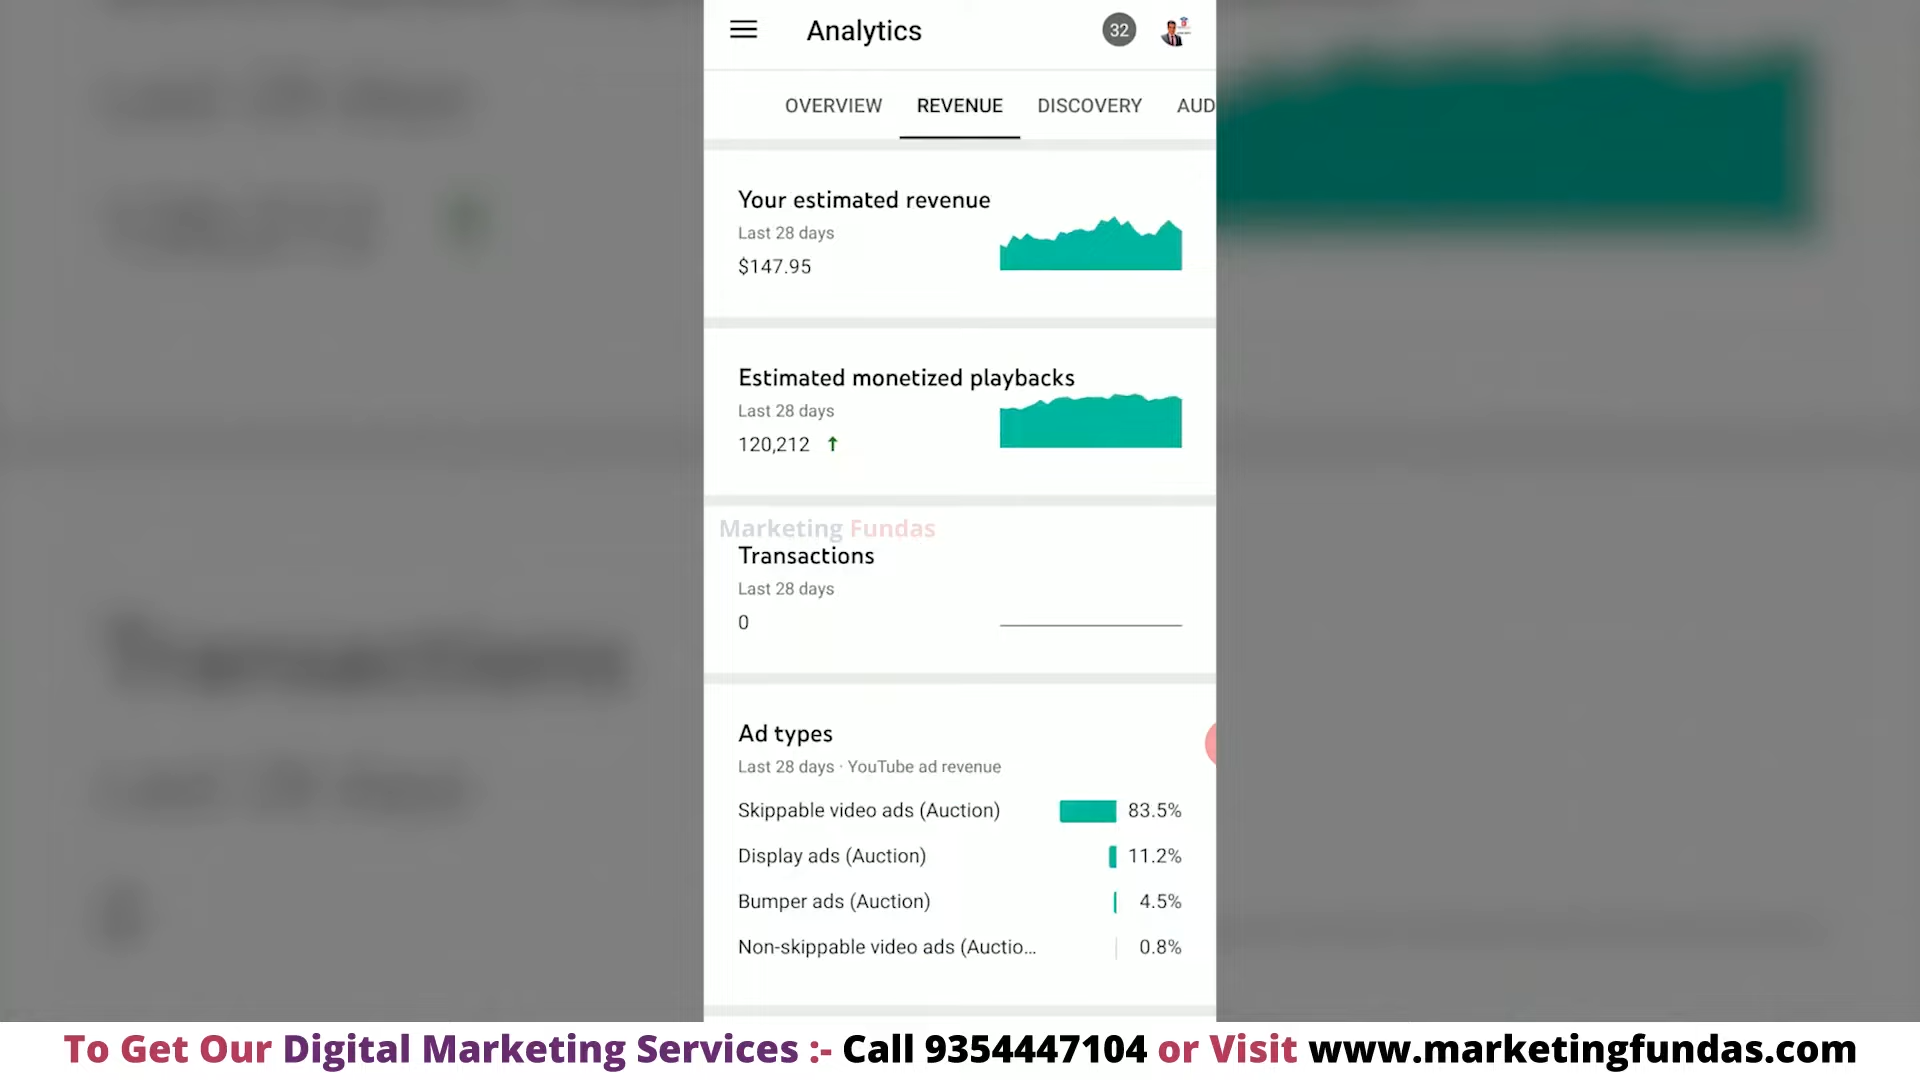 Analytics
32
OVERVIEW REVENUE DISCOVERY AUD
Your estimated revenue
Last 28 days
$147.95
Estimated monetized playbacks
Last 28 days
120,212
Marketing Fundas
Transactions
Last 28 days
0
Ad types
Last 28 days · YouTube ad revenue
Skippable video ads (Auction) 83.5%
Display ads (Auction) 11.2%
Bumper ads (Auction) 4.5%
Non-skippable video ads (Auctio... 0.8%
To Get Our Digital Marketing Services :- Call 9354447104 or Visit www.marketingfundas.com